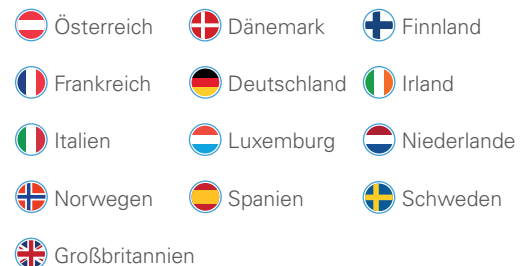 Österreich Dänemark Finnland
Frankreich Deutschland Irland
Italien Luxemburg Niederlande
Norwegen Spanien Schweden
Großbritannien